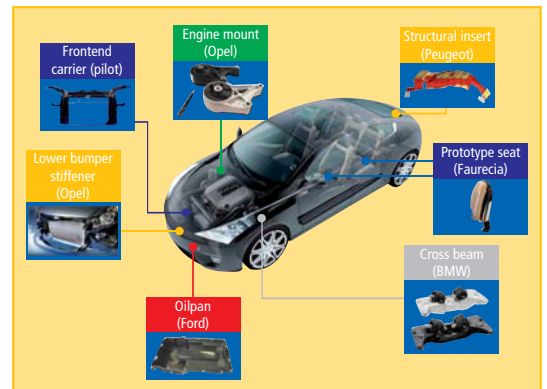 Engine mount
(Opel)
Structural insert
(Peugeot)
Frontend
carrier (pilot)
Lower bumper
stiffener
(Opel)
Prototype seat
(Faurecia)
Cross beam
(BMW)
Oilpan
(Ford)